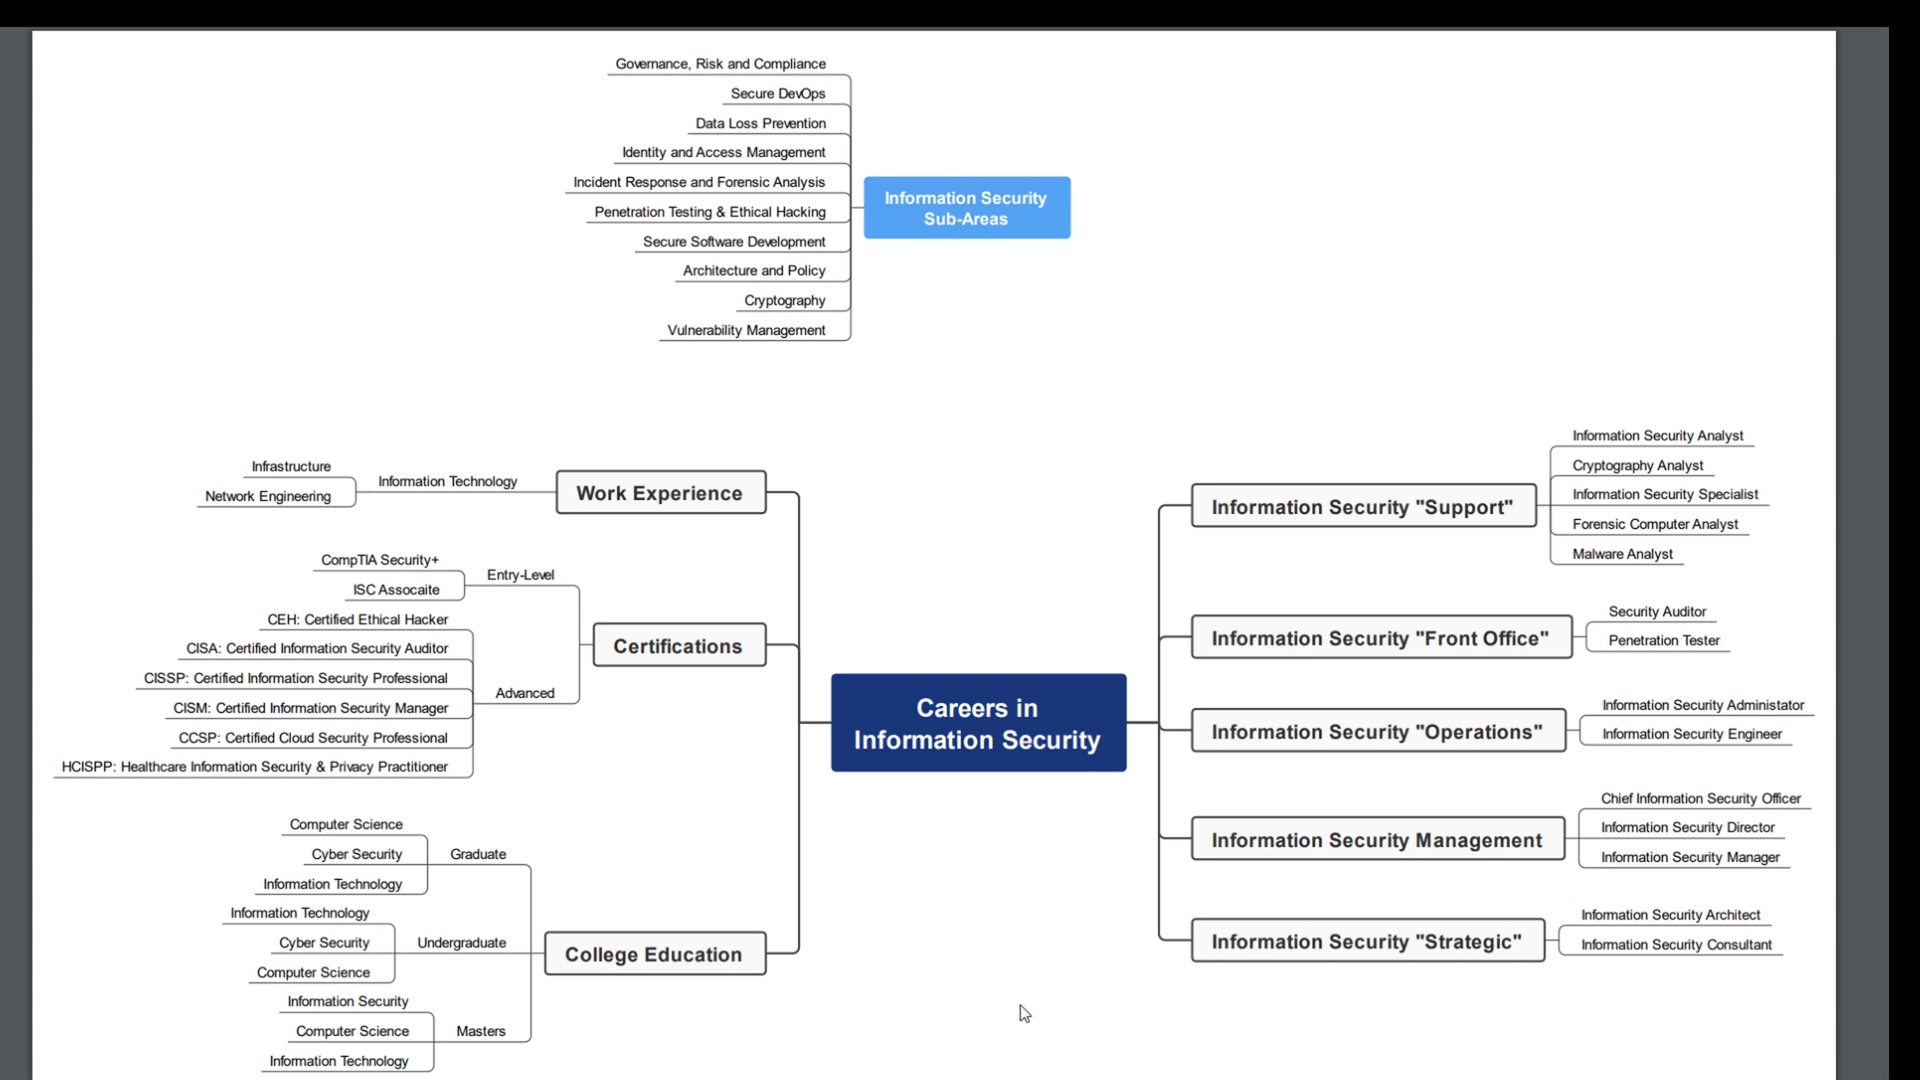 Governance, Risk and Compliance
Secure DevOps
Data Loss Prevention
Identity and Access Management
Incident Response and Forensic Analysis
Penetration Testing & Ethical Hacking
Secure Software Development
Architecture and Policy
Cryptography
Vulnerability Management
Information Security
Sub-Areas
Infrastructure
Network Engineering
Information Technology
Work Experience
CompTIA Security+
ISC Assocaite
Entry-Level
CEH: Certified Ethical Hacker
CISA: Certified Information Security Auditor
CISSP: Certified Information Security Professional
CISM: Certified Information Security Manager
CCSP: Certified Cloud Security Professional
HCISPP: Healthcare Information Security & Privacy Practitioner
Advanced
Certifications
Computer Science
Cyber Security
Information Technology
Graduate
Information Technology
Cyber Security
Computer Science
Undergraduate
Information Security
Computer Science
Information Technology
Masters
College Education
Careers in
Information Security
Information Security "Support"
Information Security Analyst
Cryptography Analyst
Information Security Specialist
Forensic Computer Analyst
Malware Analyst
Information Security "Front Office"
Security Auditor
Penetration Tester
Information Security "Operations"
Information Security Administator
Information Security Engineer
Information Security Management
Chief Information Security Officer
Information Security Director
Information Security Manager
Information Security "Strategic"
Information Security Architect
Information Security Consultant